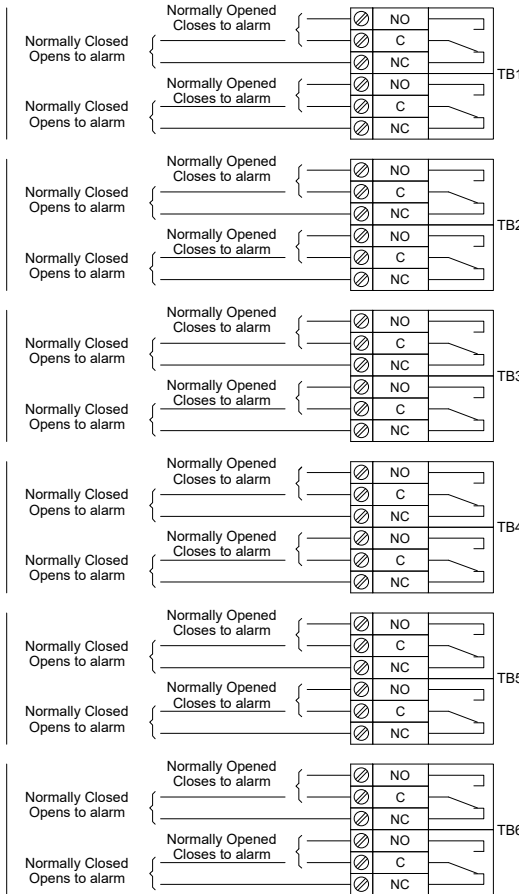 Normally Opened
Closes to alarm
NO
Normally Closed
Opens to alarm
C
NC
TB1
Normally Opened
Closes to alarm
NO
Normally Closed
Opens to alarm
C
NC
Normally Opened
Closes to alarm
NO
Normally Closed
Opens to alarm
C
NC
TB2
Normally Opened
Closes to alarm
NO
Normally Closed
Opens to alarm
C
NC
Normally Opened
Closes to alarm
NO
Normally Closed
Opens to alarm
C
NC
TB3
Normally Opened
Closes to alarm
NO
Normally Closed
Opens to alarm
C
NC
Normally Opened
Closes to alarm
NO
Normally Closed
Opens to alarm
C
NC
TB4
Normally Opened
Closes to alarm
NO
Normally Closed
Opens to alarm
C
NC
Normally Opened
Closes to alarm
NO
Normally Closed
Opens to alarm
C
NC
TB5
Normally Opened
Closes to alarm
NO
Normally Closed
Opens to alarm
C
NC
Normally Opened
Closes to alarm
NO
Normally Closed
Opens to alarm
C
NC
TB6
Normally Opened
Closes to alarm
NO
Normally Closed
Opens to alarm
C
NC